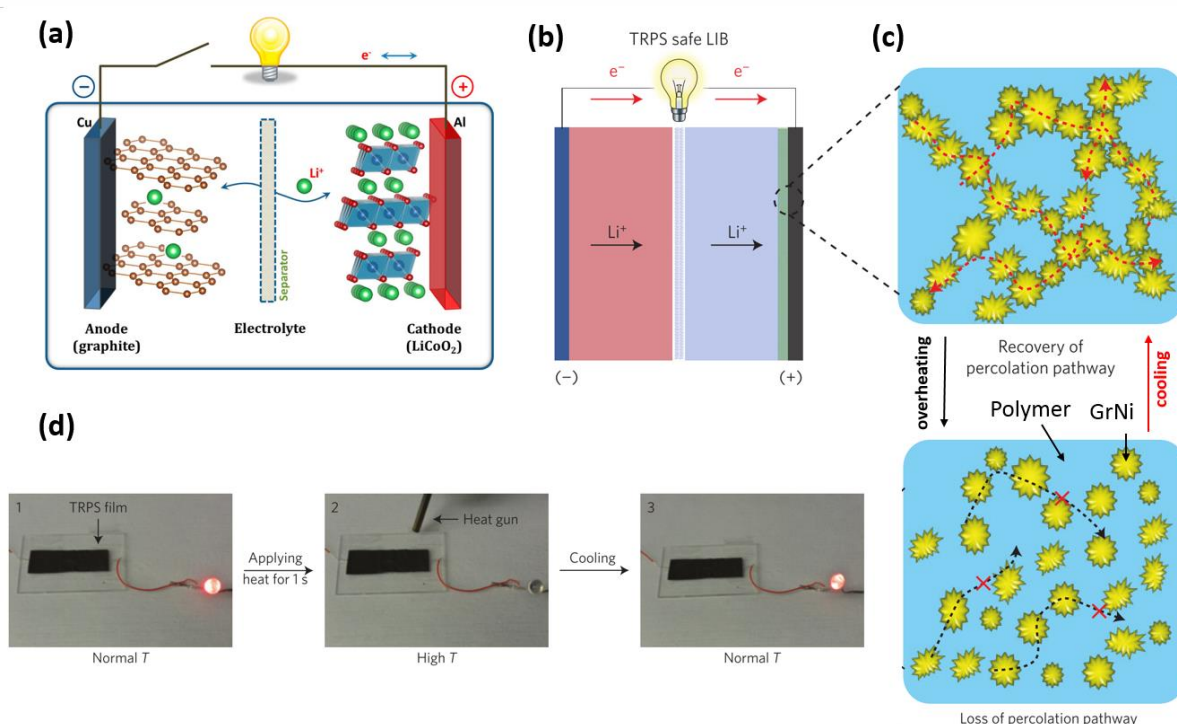 (a)
e⁻
−
+
Cu
Al
Li⁺
Separator
Anode
(graphite)
Electrolyte
Cathode
(LiCoO₂)
(b)
TRPS safe LIB
e⁻
e⁻
Li⁺
Li⁺
(−)
(+)
(c)
overheating
Recovery of
percolation pathway
cooling
Polymer
GrNi
Loss of percolation pathway
(d)
1
TRPS film
Normal T
Applying
heat for 1 s
2
Heat gun
High T
Cooling
3
Normal T